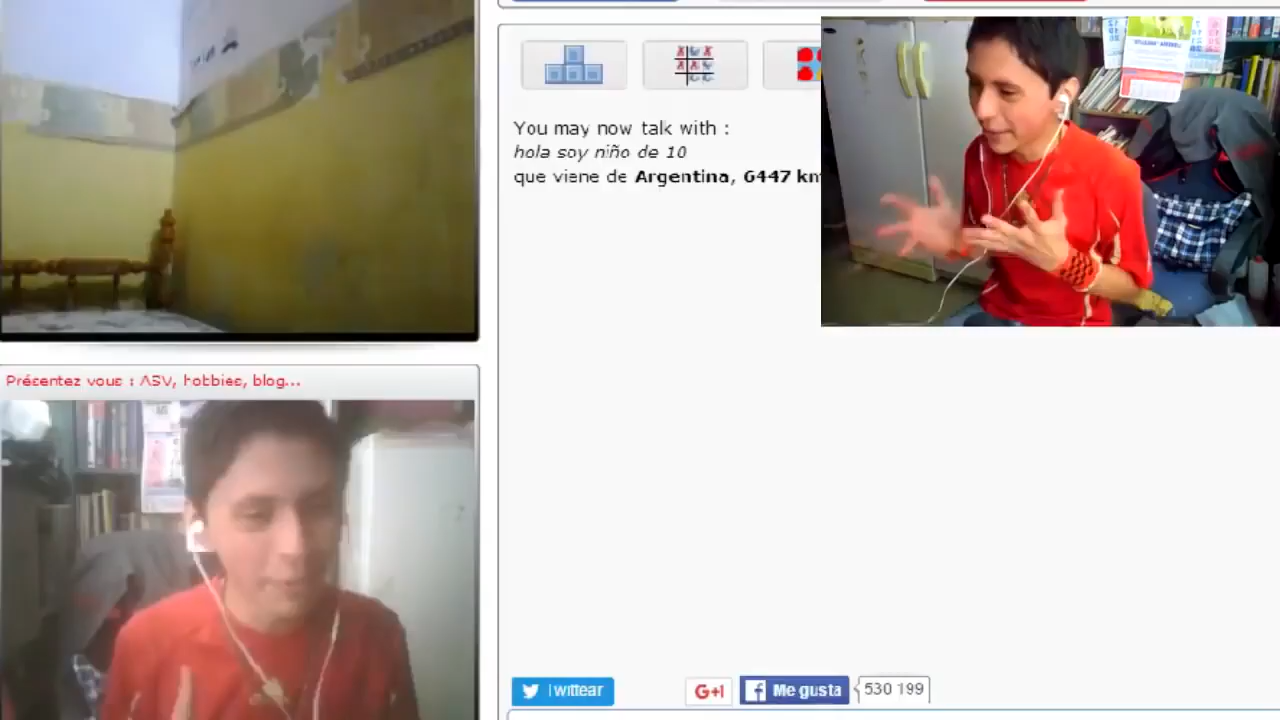 You may now talk with :
hola soy niño de 10
que viene de Argentina, 6447 km
Présentez vous : ASV, hobbies, blog...
Twittear
G+1
Me gusta
530 199